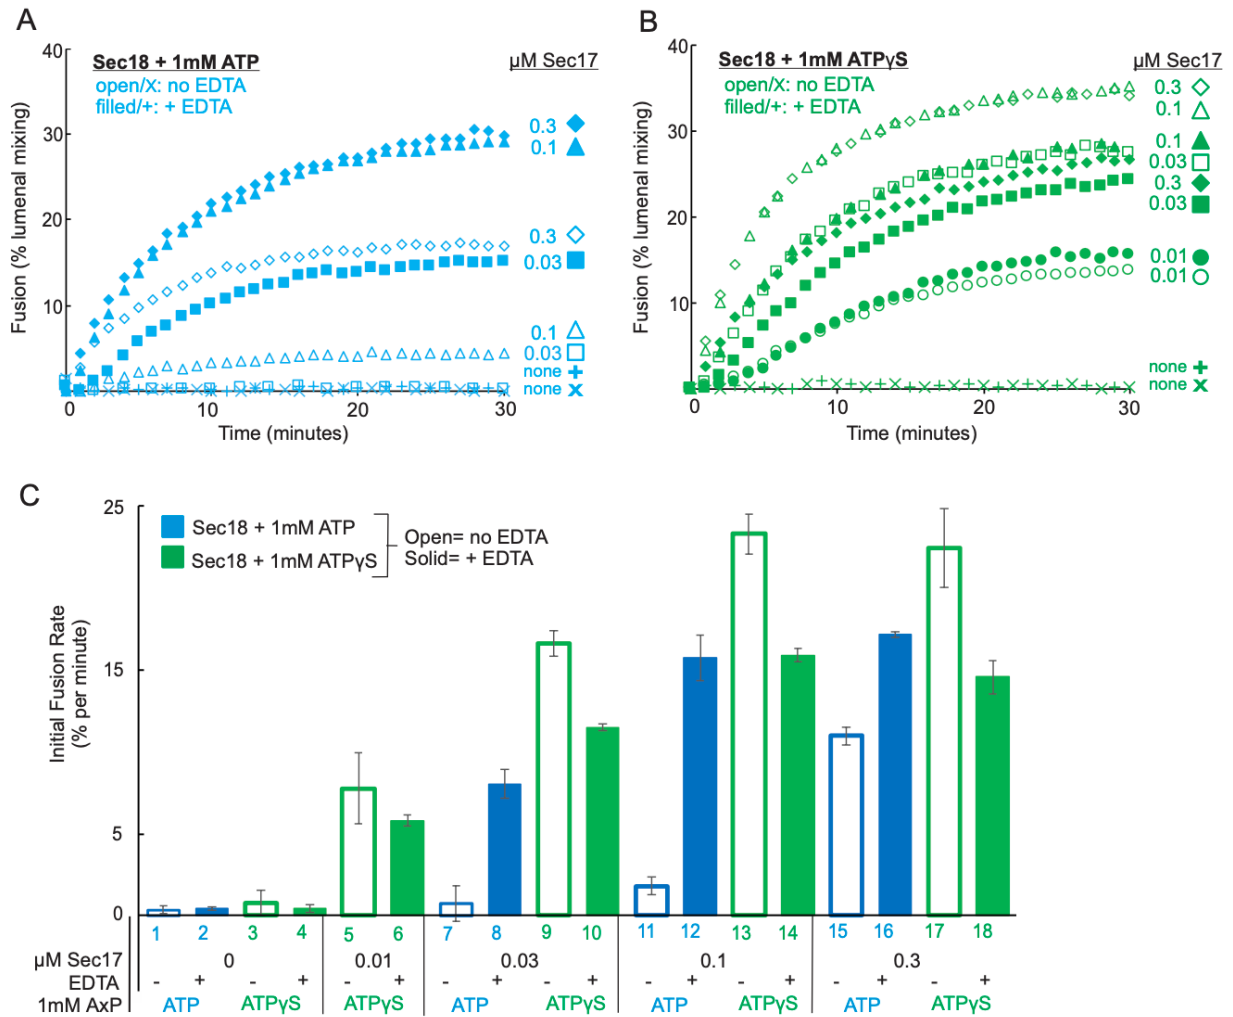 A
Sec18 + 1mM ATP
open/X: no EDTA
filled/+: + EDTA
µM Sec17
0.3
0.1
0.3
0.03
0.1
0.03
none
none
40
30
20
10
0 10 20 30
Fusion (% lumenal mixing)
Time (minutes)
B
Sec18 + 1mM ATPγS
open/X: no EDTA
filled/+: + EDTA
µM Sec17
0.3
0.1
0.1
0.03
0.3
0.03
0.01
0.01
none
none
40
30
20
10
0 10 20 30
Fusion (% lumenal mixing)
Time (minutes)
C
Sec18 + 1mM ATP
Sec18 + 1mM ATPγS
Open= no EDTA
Solid= + EDTA
25
15
5
0
Initial Fusion Rate
(% per minute)
1 2 3 4 5 6 7 8 9 10 11 12 13 14 15 16 17 18
µM Sec17 0 0.01 0.03 0.1 0.3
EDTA - + - + - + - + - + - + - + - + - +
1mM AxP ATP ATPγS ATPγS ATP ATPγS ATP ATPγS ATP ATPγS